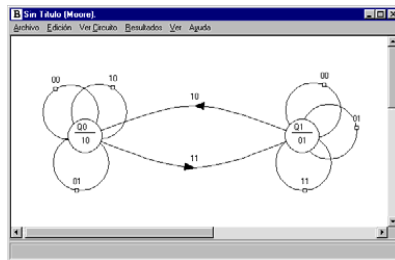 B Sin Título (Moore).
Archivo Edición Ver Circuito Resultados Ver Ayuda
00 10 10 00
Q0 10
Q1 01
01
01 11 11